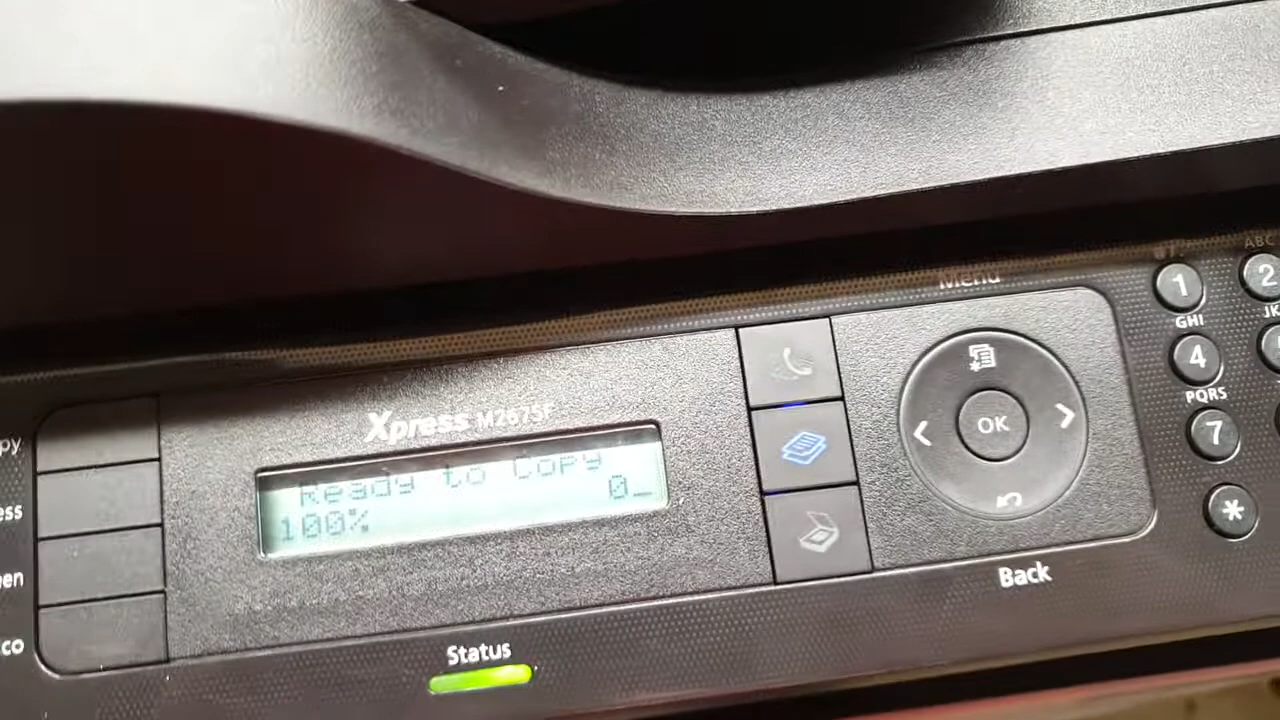 Menu
ABC
1
2
GHI
JK
4
PQRS
7
*
OK
Back
Xpress M2675F
Ready to Copy
100%
0_
py
ess
en
co
Status